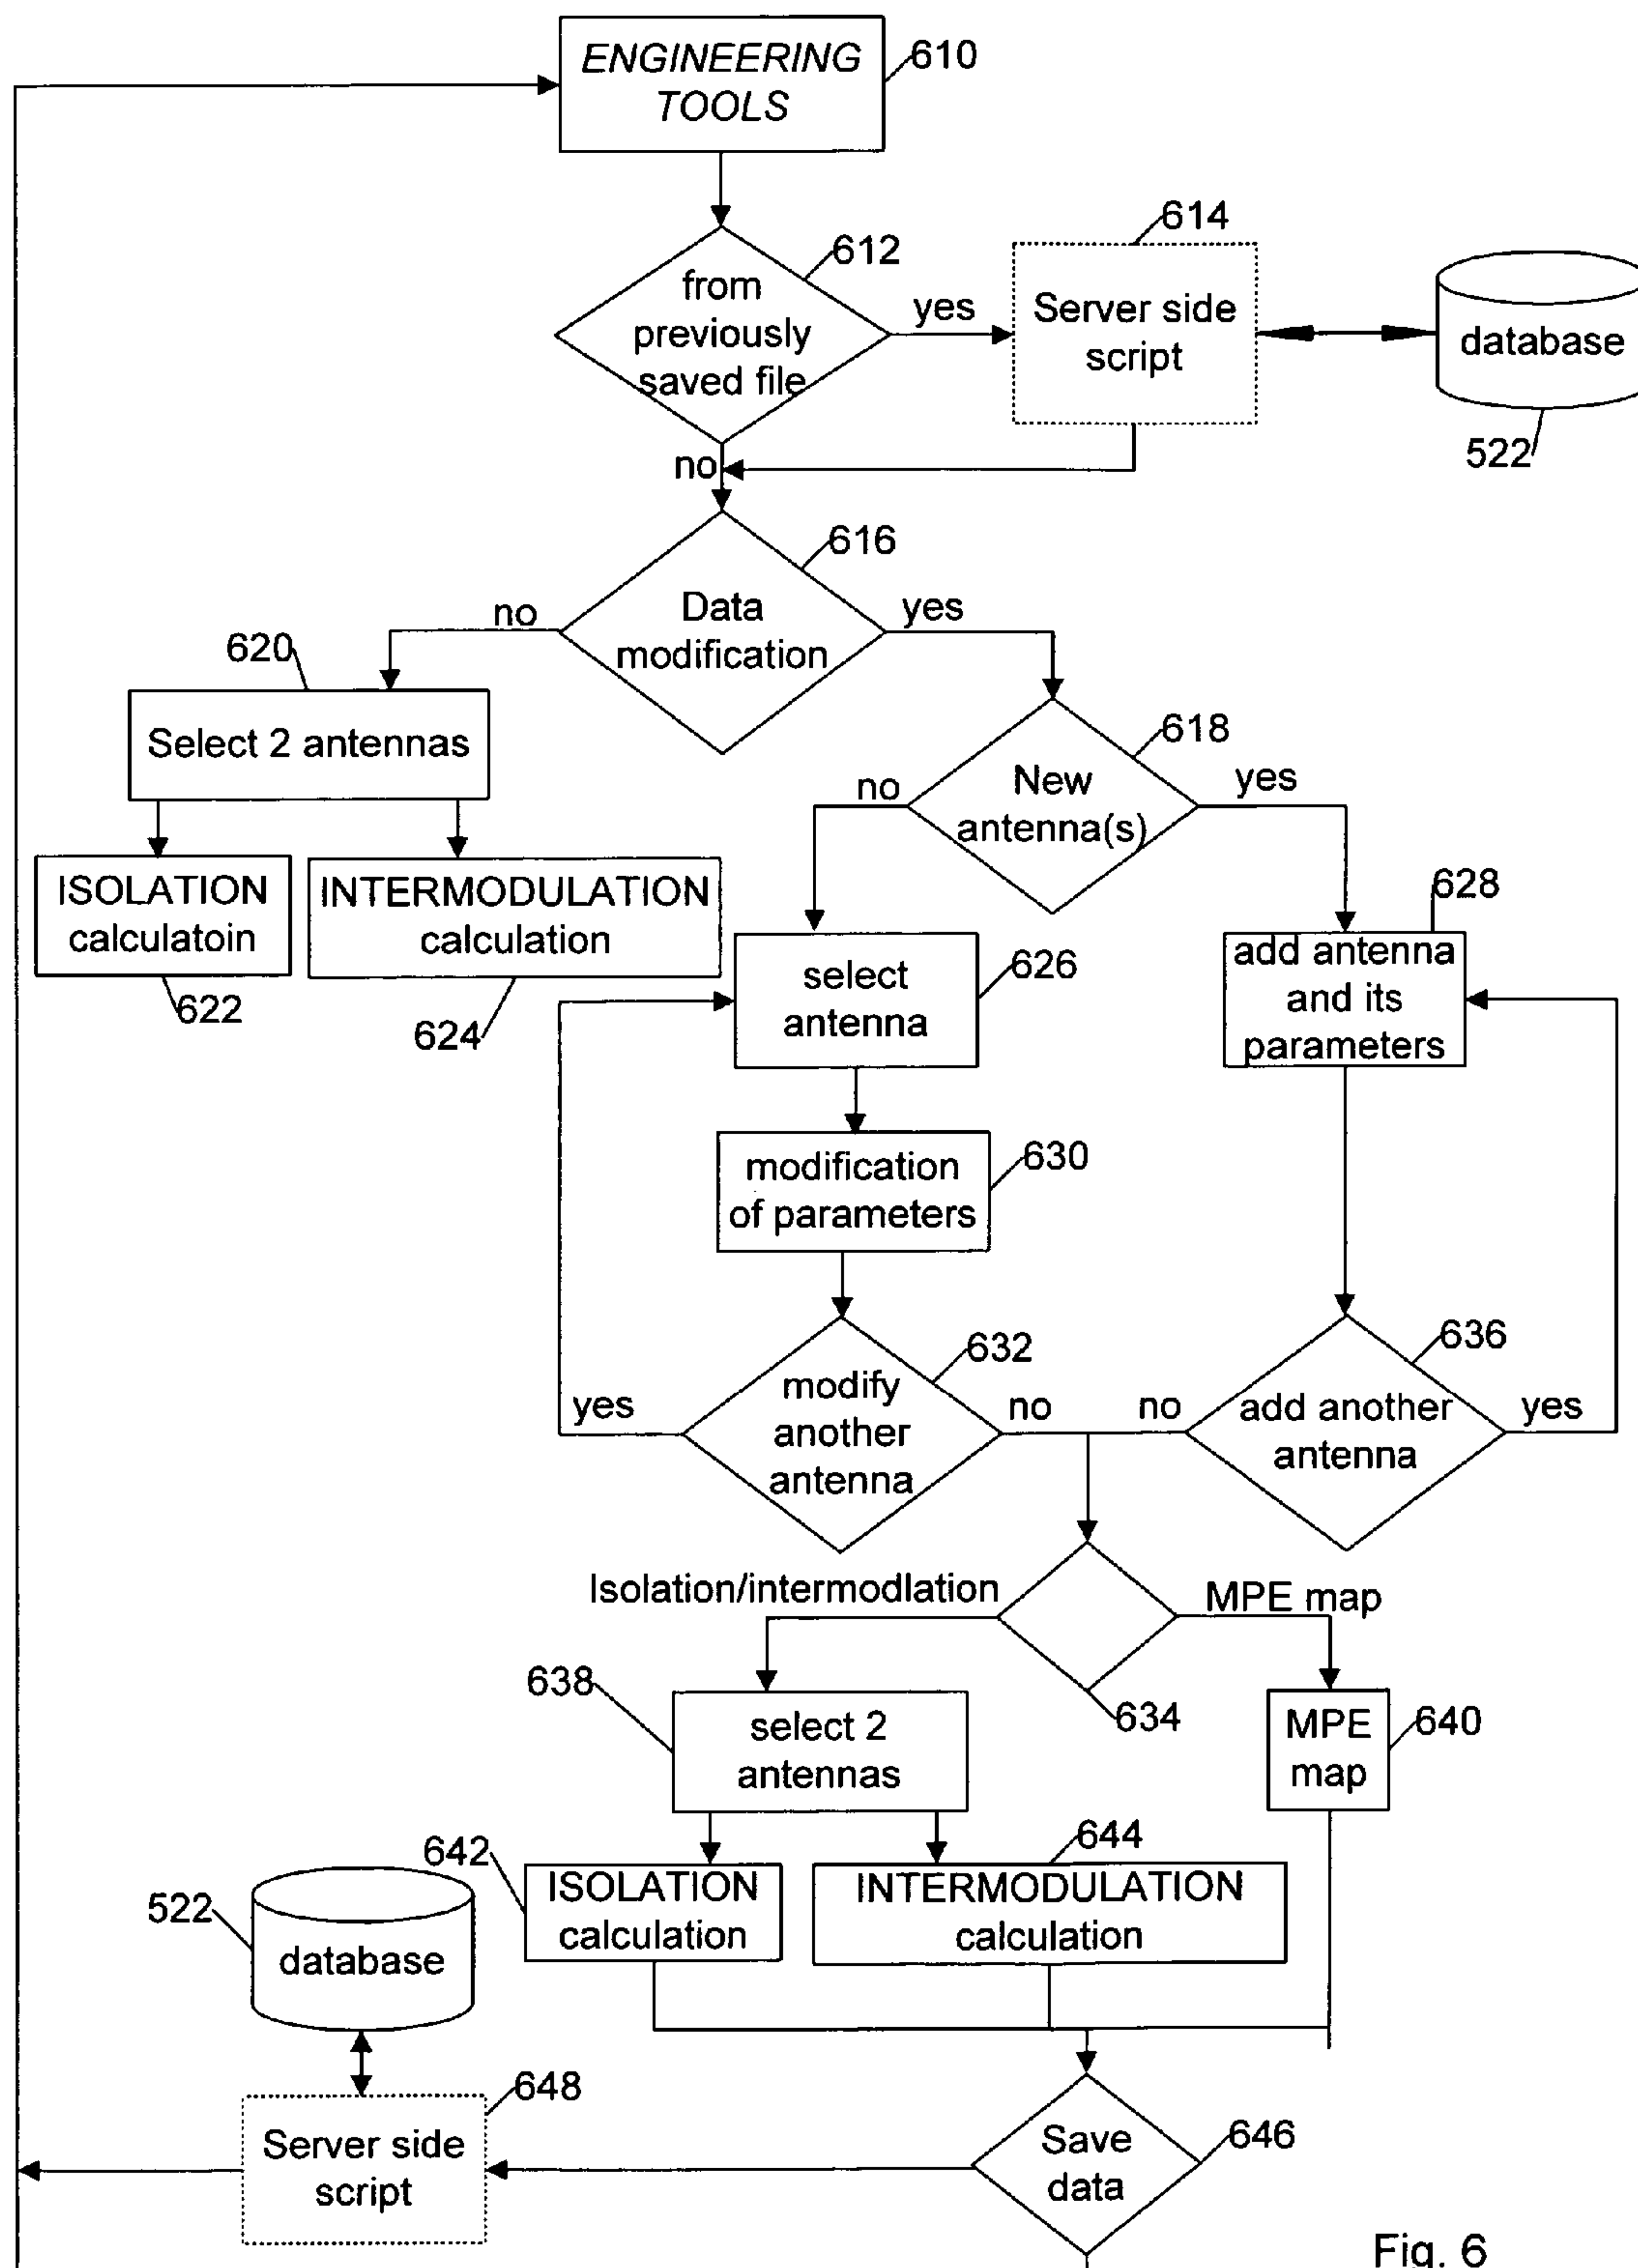 ENGINEERING
TOOLS
610
from
previously
saved file
612
yes
614
Server side
script
database
522
no
Data
modification
616
no
yes
620
Select 2 antennas
New
antenna(s)
618
no
yes
ISOLATION
calculatoin
622
INTERMODULATION
calculation
624
select
antenna
626
628
add antenna
and its
parameters
modification
of parameters
630
modify
another
antenna
632
yes
no
add another
antenna
636
no
yes
Isolation/intermodlation
MPE map
634
638
select 2
antennas
MPE
map
640
642
ISOLATION
calculation
644
INTERMODULATION
calculation
522
database
Server side
script
648
Save
data
646
Fig. 6